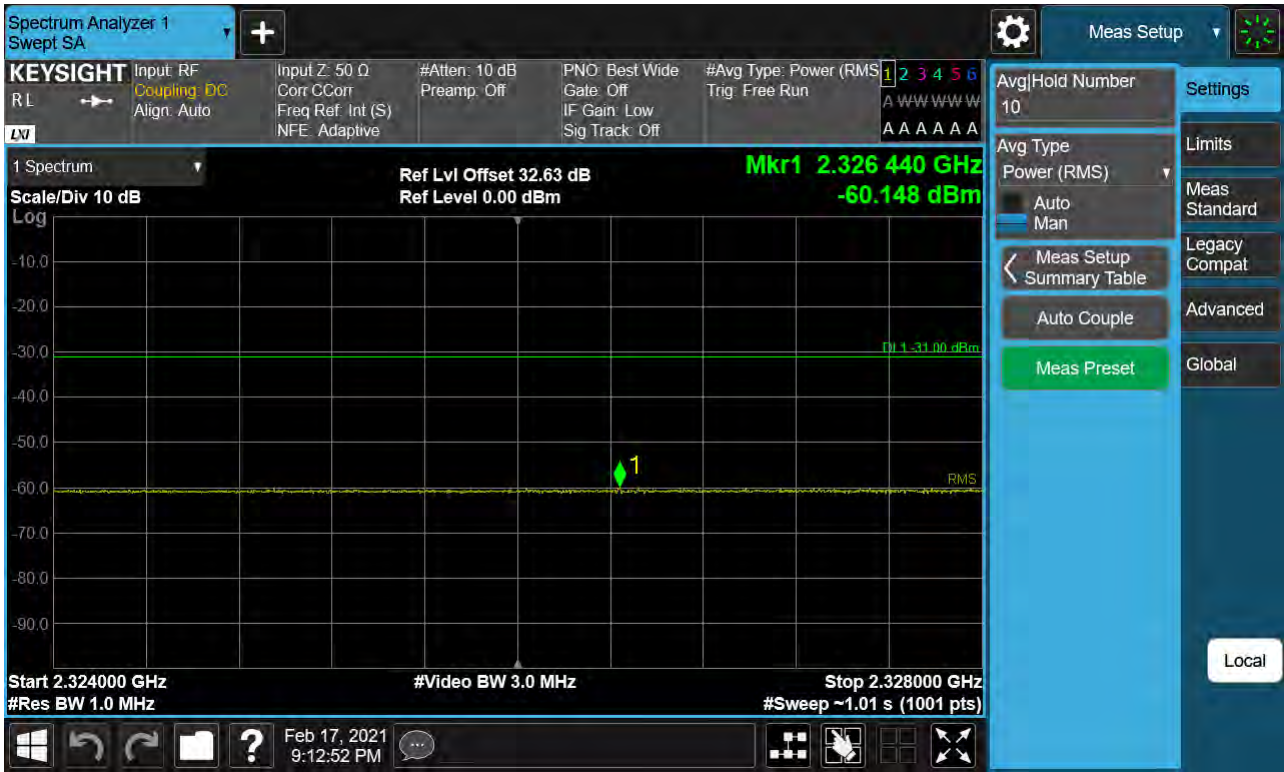 Spectrum Analyzer 1
Swept SA
+
Meas Setup
KEYSIGHT
RL
LXI
Input: RF
Coupling: DC
Align: Auto
Input Z: 50 Ω
Corr CCorr
Freq Ref: Int (S)
NFE: Adaptive
#Atten: 10 dB
Preamp: Off
PNO: Best Wide
Gate: Off
IF Gain: Low
Sig Track: Off
#Avg Type: Power (RMS
Trig: Free Run
1 2 3 4 5 6
A W W W W W
A A A A A A
1 Spectrum
Scale/Div 10 dB
Log
Ref Lvl Offset 32.63 dB
Ref Level 0.00 dBm
Mkr1 2.326 440 GHz
-60.148 dBm
-10.0
-20.0
-30.0
DL1 -31.00 dBm
-40.0
-50.0
1
-60.0
RMS
-70.0
-80.0
-90.0
Start 2.324000 GHz
#Res BW 1.0 MHz
#Video BW 3.0 MHz
Stop 2.328000 GHz
#Sweep ~1.01 s (1001 pts)
Avg|Hold Number
10
Avg Type
Power (RMS)
Auto
Man
Meas Setup
Summary Table
Auto Couple
Meas Preset
Settings
Limits
Meas
Standard
Legacy
Compat
Advanced
Global
Local
?
Feb 17, 2021
9:12:52 PM